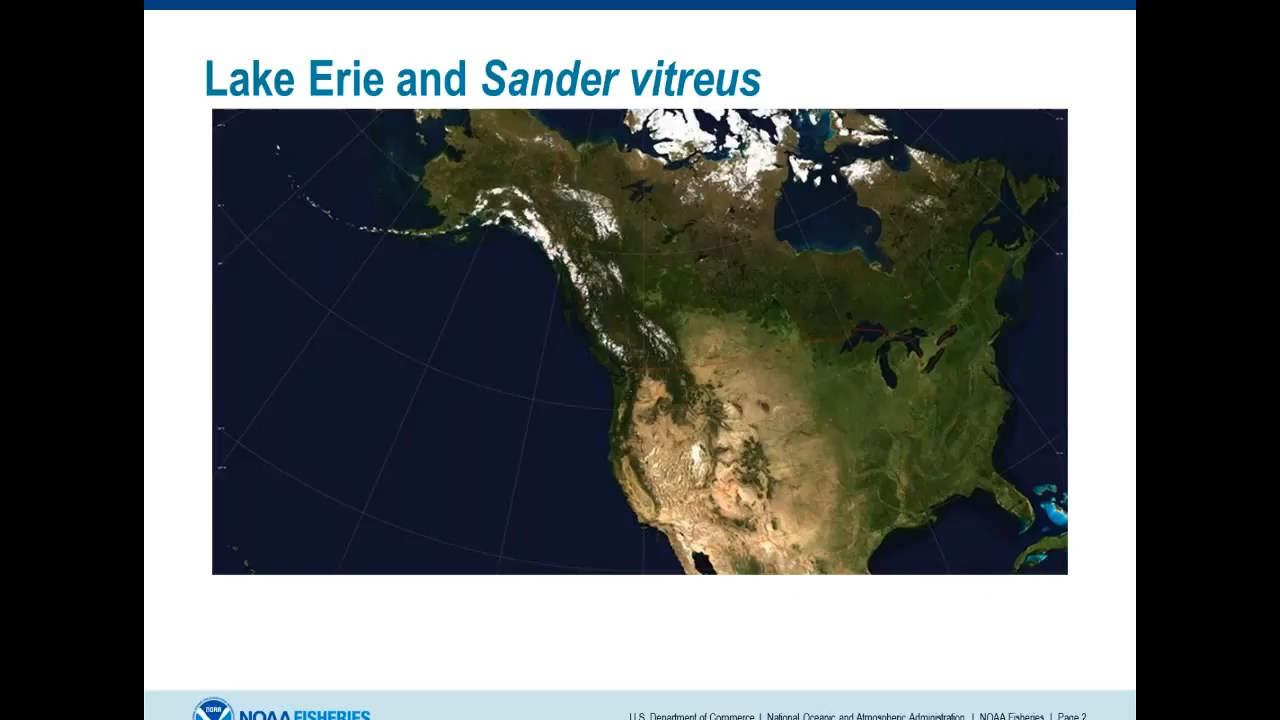 Lake Erie and Sander vitreus
NOAA
NOAA FISHERIES
U.S. Department of Commerce | National Oceanic and Atmospheric Administration | NOAA Fisheries | Page 2